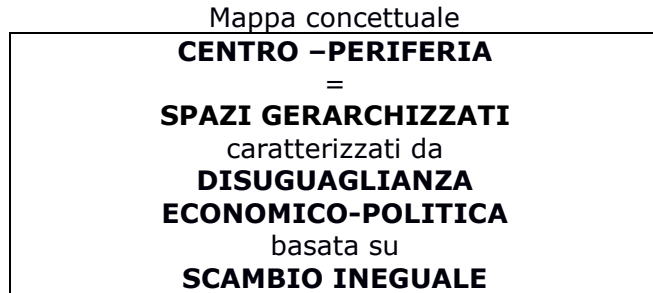 Mappa concettuale
CENTRO –PERIFERIA
=
SPAZI GERARCHIZZATI
caratterizzati da
DISUGUAGLIANZA
ECONOMICO-POLITICA
basata su
SCAMBIO INEGUALE